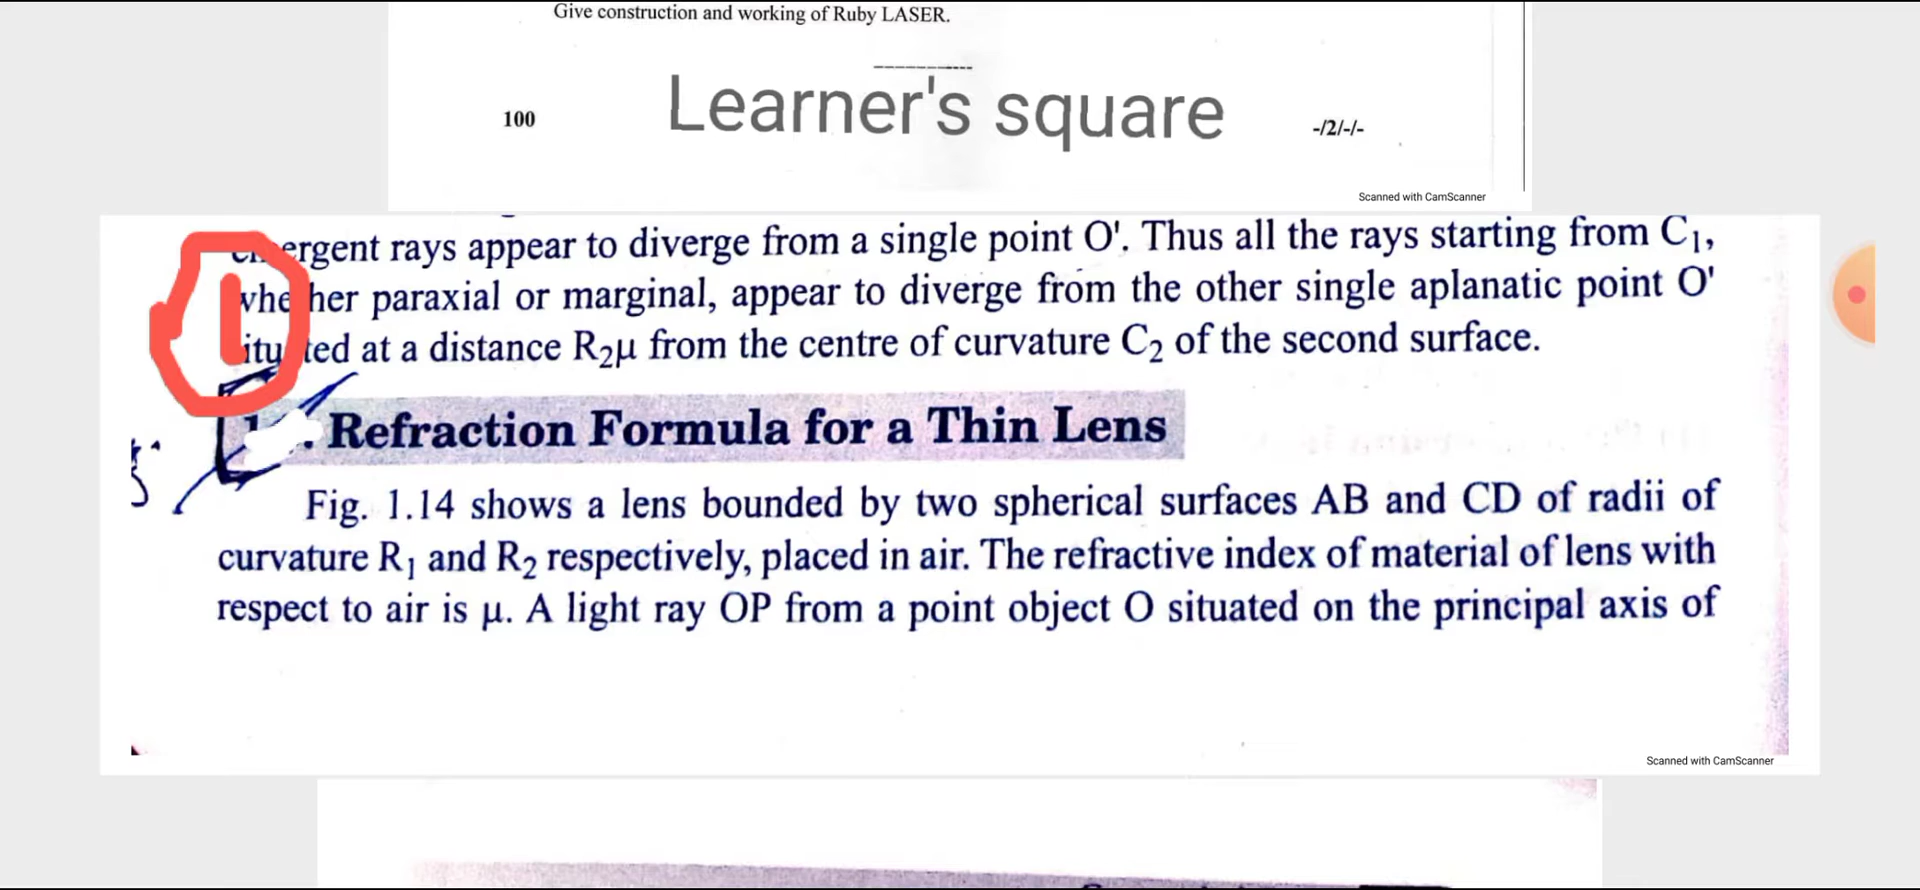 Give construction and working of Ruby LASER.
----------------
100
Learner's square
-/2/-/-
Scanned with CamScanner
rays appear to diverge from a single point O'. Thus all the rays starting from C₁,
paraxial or marginal, appear to diverge from the other single aplanatic point O'
at a distance R₂μ from the centre of curvature C₂ of the second surface.
1
. Refraction Formula for a Thin Lens
Fig. 1.14 shows a lens bounded by two spherical surfaces AB and CD of radii of
curvature R₁ and R₂ respectively, placed in air. The refractive index of material of lens with
respect to air is μ. A light ray OP from a point object O situated on the principal axis of
Scanned with CamScanner